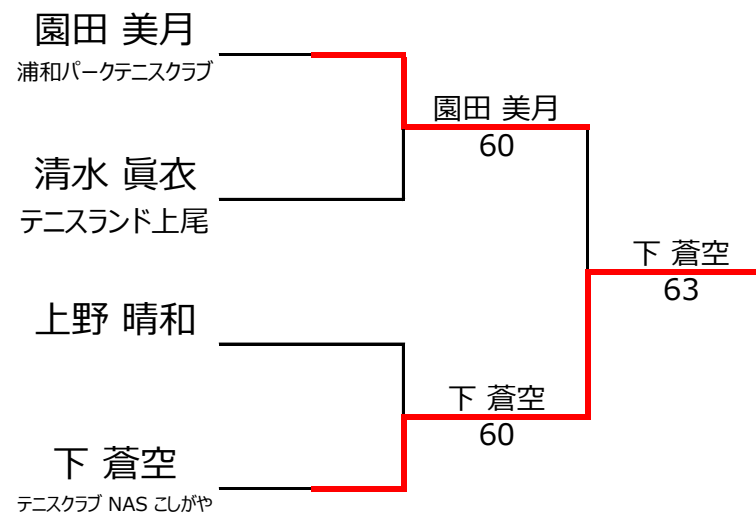 園田 美月
浦和パークテニスクラブ
園田 美月
60
清水 眞衣
テニスランド上尾
下 蒼空
63
上野 晴和
下 蒼空
60
下 蒼空
テニスクラブ NAS こしがや